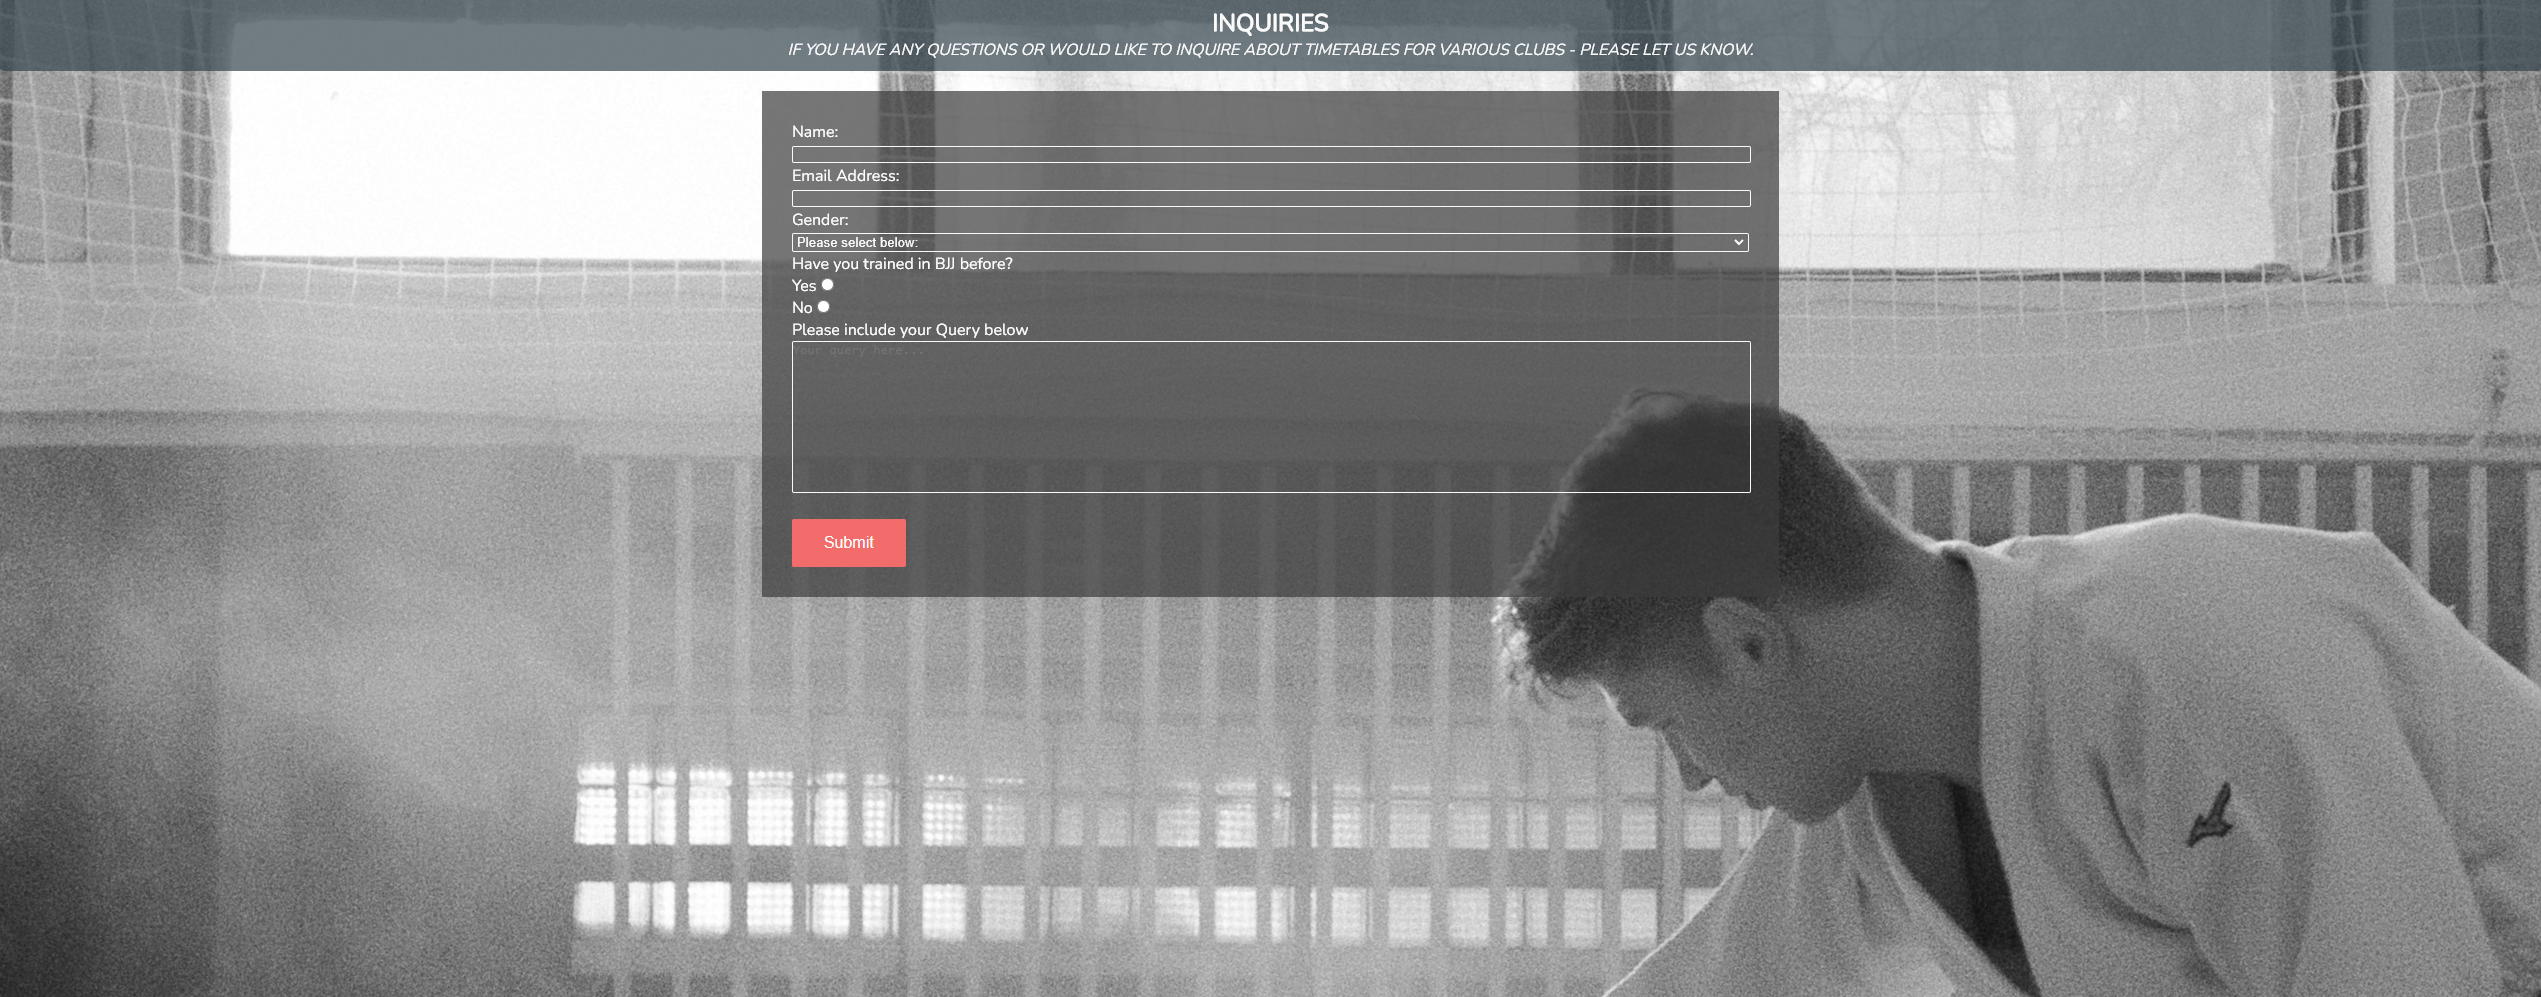 INQUIRIES
IF YOU HAVE ANY QUESTIONS OR WOULD LIKE TO INQUIRE ABOUT TIMETABLES FOR VARIOUS CLUBS - PLEASE LET US KNOW.
Name:
Email Address:
Gender:
Please select below:
Have you trained in BJJ before?
Yes
No
Please include your Query below
Your query here...
Submit